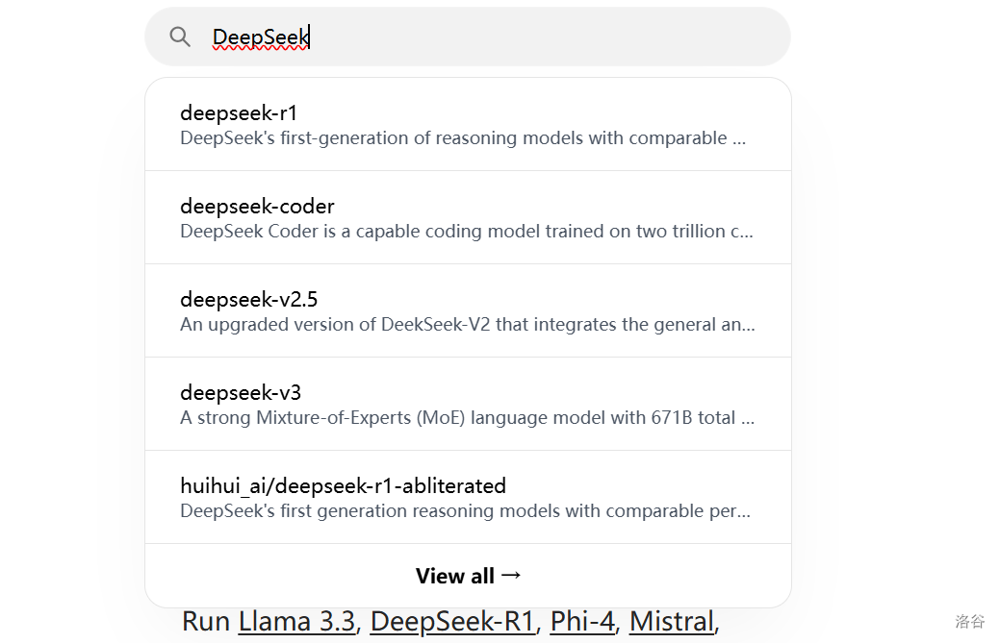 DeepSeek
deepseek-r1
DeepSeek's first-generation of reasoning models with comparable ...
deepseek-coder
DeepSeek Coder is a capable coding model trained on two trillion c...
deepseek-v2.5
An upgraded version of DeekSeek-V2 that integrates the general an...
deepseek-v3
A strong Mixture-of-Experts (MoE) language model with 671B total ...
huihui_ai/deepseek-r1-abliterated
DeepSeek's first generation reasoning models with comparable per...
View all →
Run Llama 3.3, DeepSeek-R1, Phi-4, Mistral,
洛谷